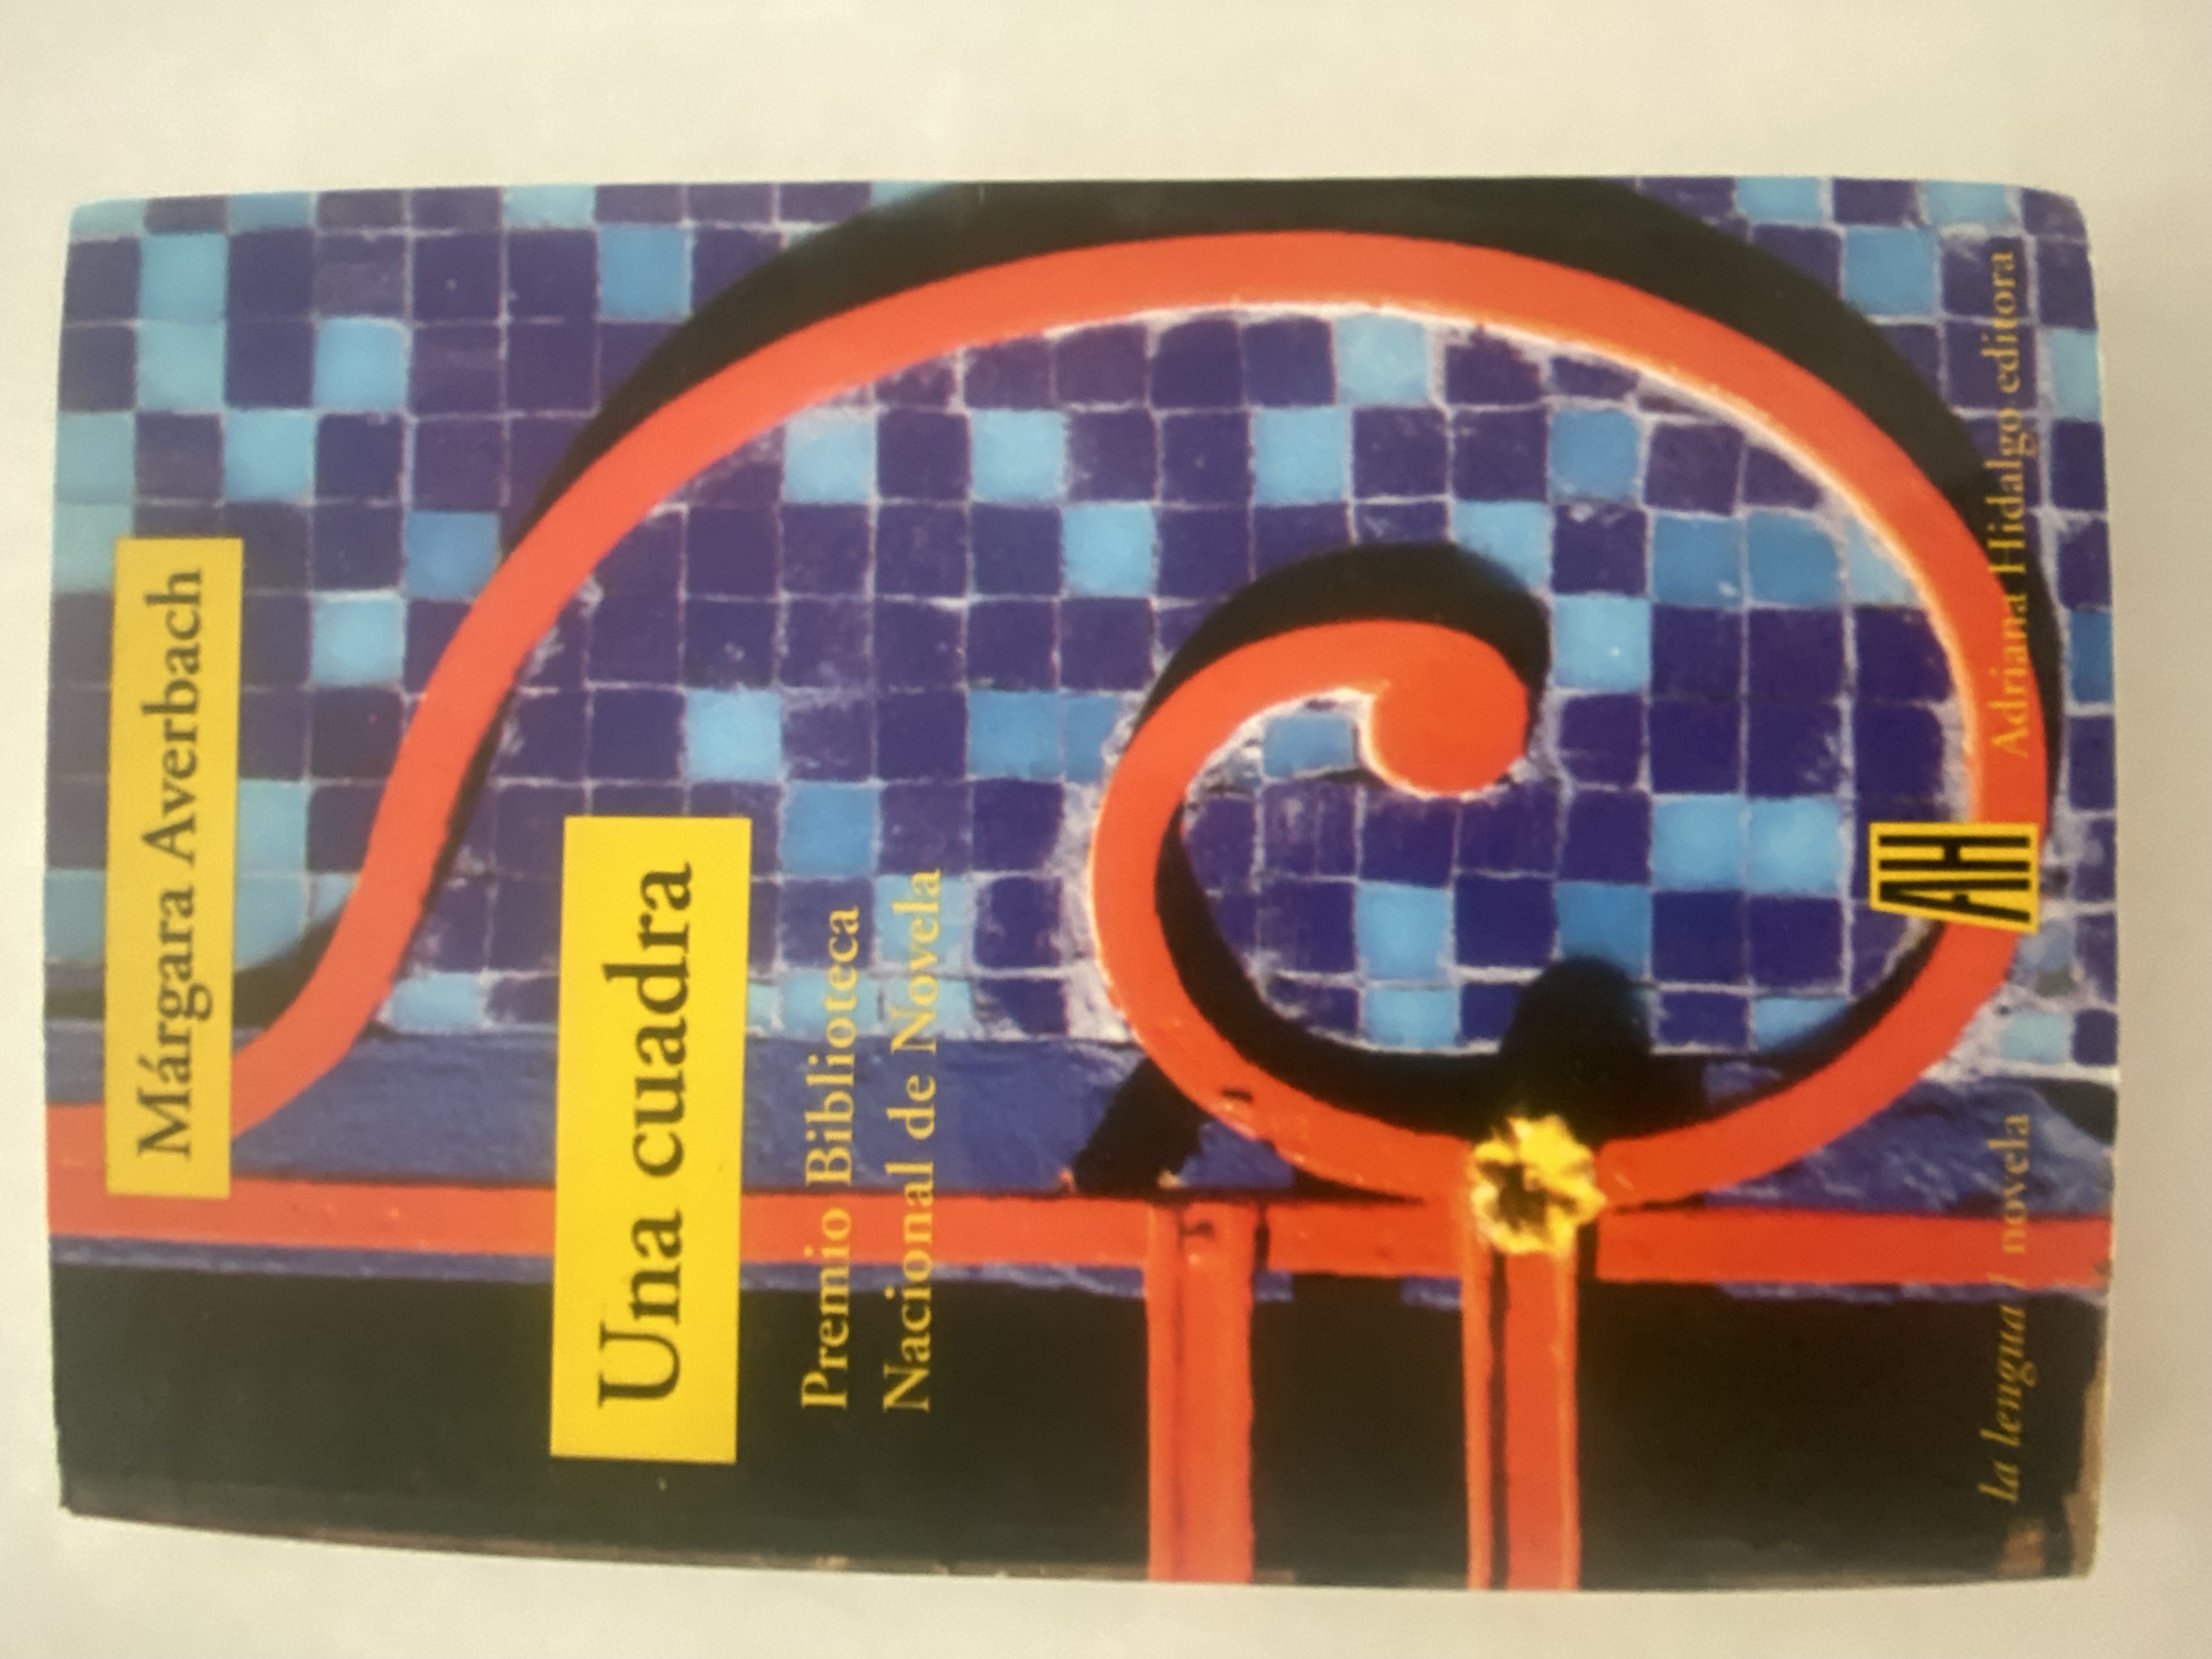 Márgara Averbach
Una cuadra
Premio Biblioteca
Nacional de Novela
la lengua / novela
AH
Adriana Hidalgo editora